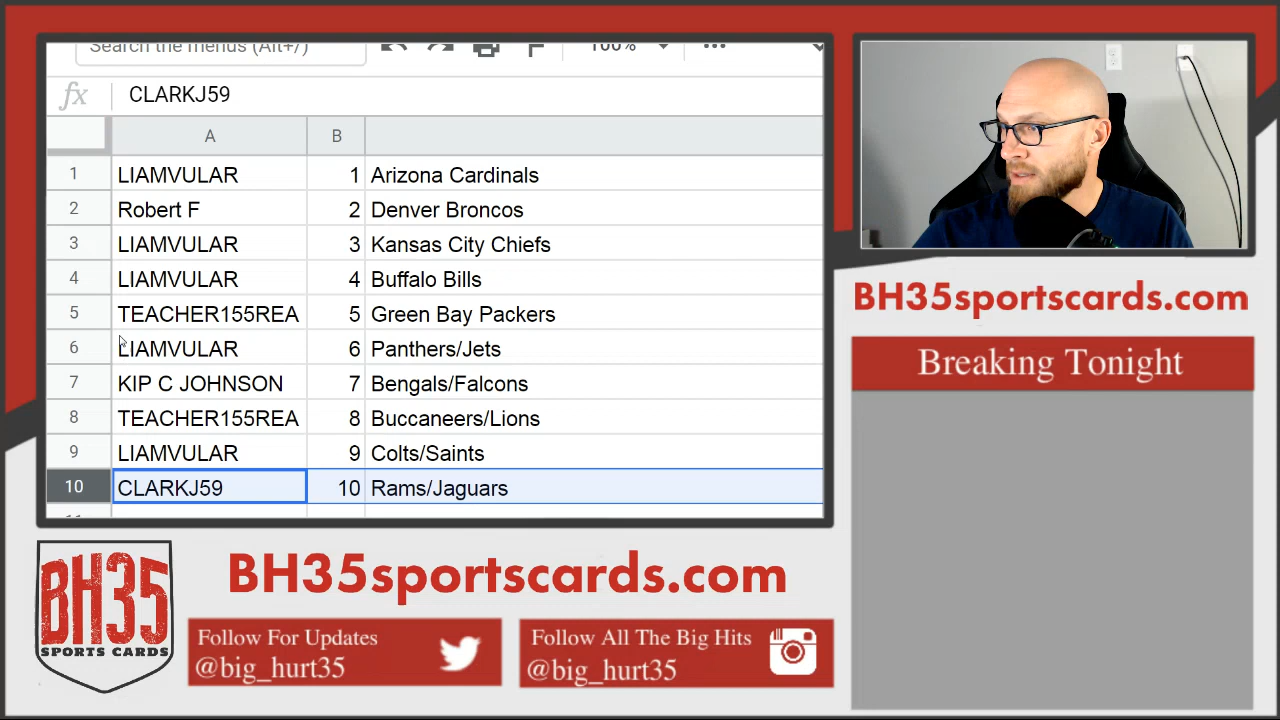 Search the menus (Alt+/)
100%
fx CLARKJ59
A B
1 LIAMVULAR 1 Arizona Cardinals
2 Robert F 2 Denver Broncos
3 LIAMVULAR 3 Kansas City Chiefs
4 LIAMVULAR 4 Buffalo Bills
5 TEACHER155REA 5 Green Bay Packers
6 LIAMVULAR 6 Panthers/Jets
7 KIP C JOHNSON 7 Bengals/Falcons
8 TEACHER155REA 8 Buccaneers/Lions
9 LIAMVULAR 9 Colts/Saints
10 CLARKJ59 10 Rams/Jaguars
BH35sportscards.com
Breaking Tonight
BH35
SPORTS CARDS
BH35sportscards.com
Follow For Updates
@big_hurt35
Follow All The Big Hits
@big_hurt35